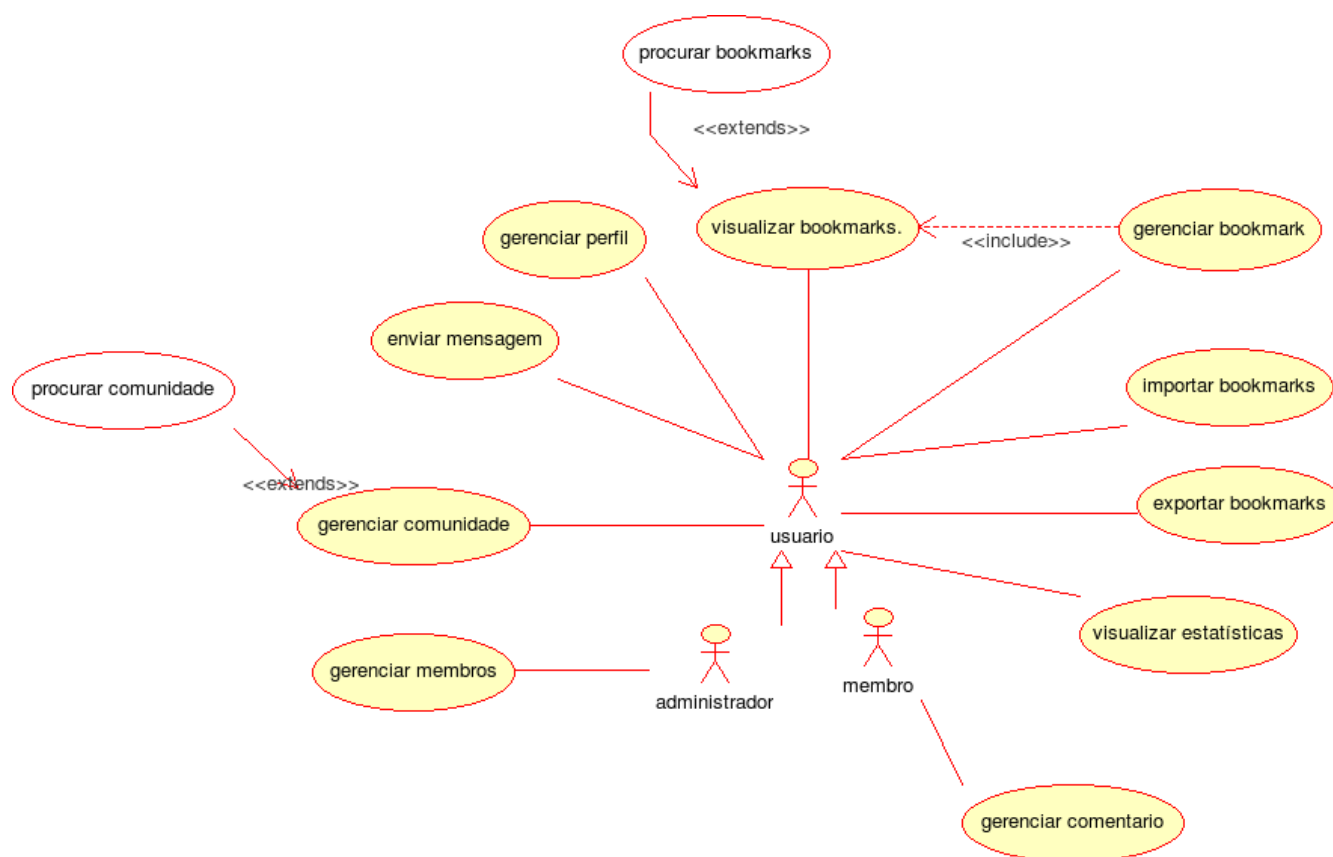 procurar bookmarks
<<extends>>
visualizar bookmarks.
gerenciar bookmark
gerenciar perfil
<<include>>
enviar mensagem
procurar comunidade
importar bookmarks
<<extends>>
exportar bookmarks
gerenciar comunidade
usuario
visualizar estatísticas
gerenciar membros
membro
administrador
gerenciar comentario